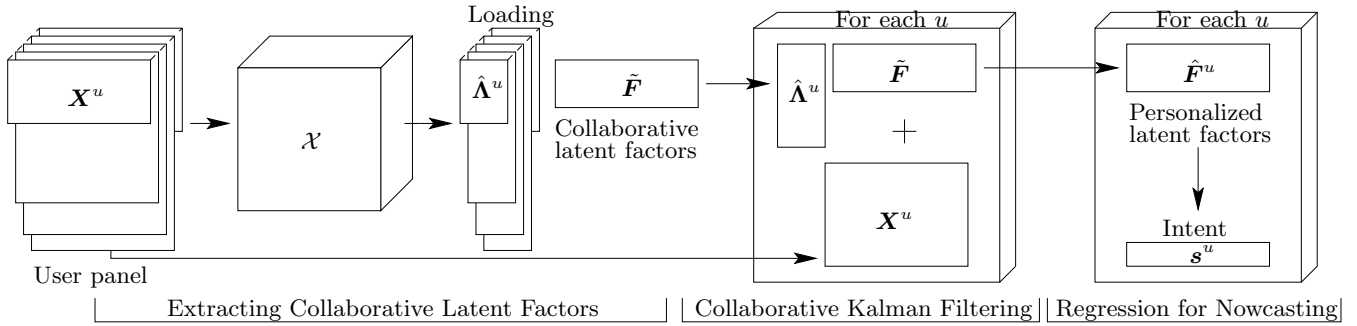 Loading
For each u
For each u
X^u
𝒳
Λ̂^u
F̃
Λ̂^u
F̃
F̂^u
Collaborative
latent factors
+
Personalized
latent factors
X^u
Intent
s^u
User panel
Extracting Collaborative Latent Factors
Collaborative Kalman Filtering
Regression for Nowcasting